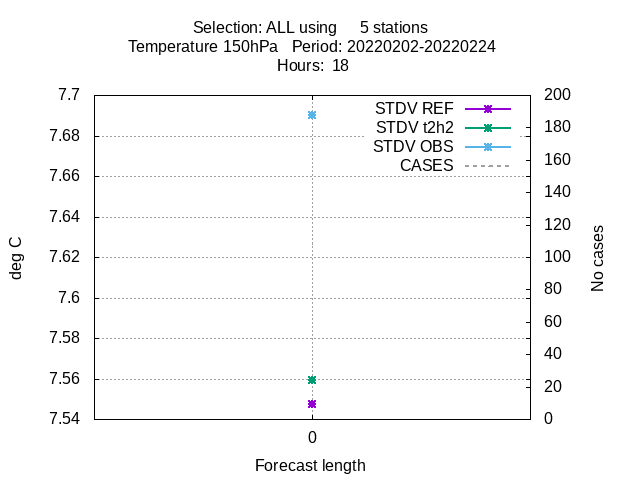 Selection: ALL using     5 stations
Temperature 150hPa   Period: 20220202-20220224
Hours:  18
STDV REF
STDV t2h2
STDV OBS
CASES
7.7
7.68
7.66
7.64
7.62
7.6
7.58
7.56
7.54
200
180
160
140
120
100
80
60
40
20
0
deg C
No cases
0
Forecast length